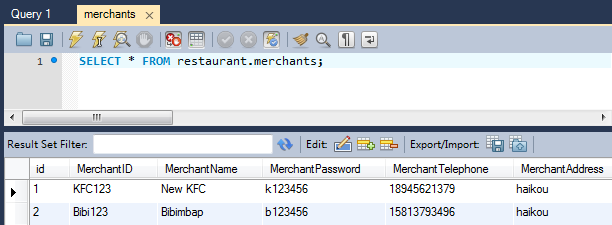 Query 1 merchants
1 SELECT * FROM restaurant.merchants;
Result Set Filter: Edit: Export/Import:
id MerchantID MerchantName MerchantPassword MerchantTelephone MerchantAddress
1 KFC123 New KFC k123456 18945621379 haikou
2 Bibi123 Bibimbap b123456 15813793496 haikou